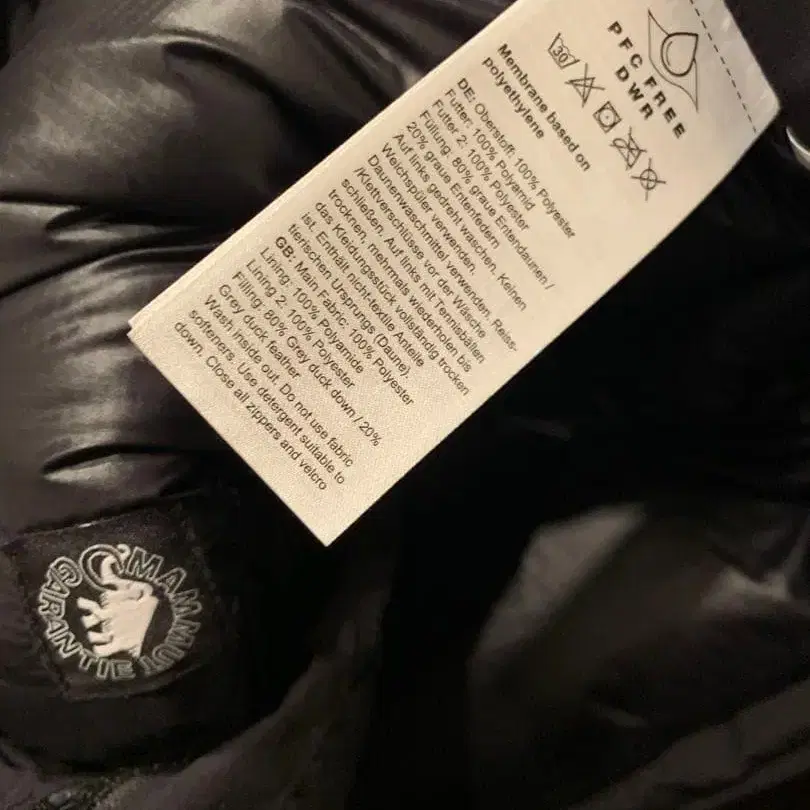 PFC FREE
DWR
30
Membrane based on
polyethylene
DE: Oberstoff: 100% Polyester
Futter: 100% Polyamid
Futter 2: 100% Polyester
Füllung: 80% graue Entendaunen /
20% graue Entenfedern
Auf links gedreht waschen. Keinen
Weichspüler verwenden.
Daunenwaschmittel verwenden. Reiss-
/Klettverschlüsse vor der Wäsche
schließen. Auf links mit Tennisbällen
trocknen, mehrmals wiederholen bis
das Kleidungsstück vollständig trocken
ist. Enthält nicht-textile Anteile
tierischen Ursprungs (Daune).
GB: Main Fabric: 100% Polyester
Lining: 100% Polyamide
Lining 2: 100% Polyester
Filling: 80% Grey duck down / 20%
Grey duck feather
Wash inside out. Do not use fabric
softeners. Use detergent suitable to
down. Close all zippers and velcro
MAMMUT
GARANTIE